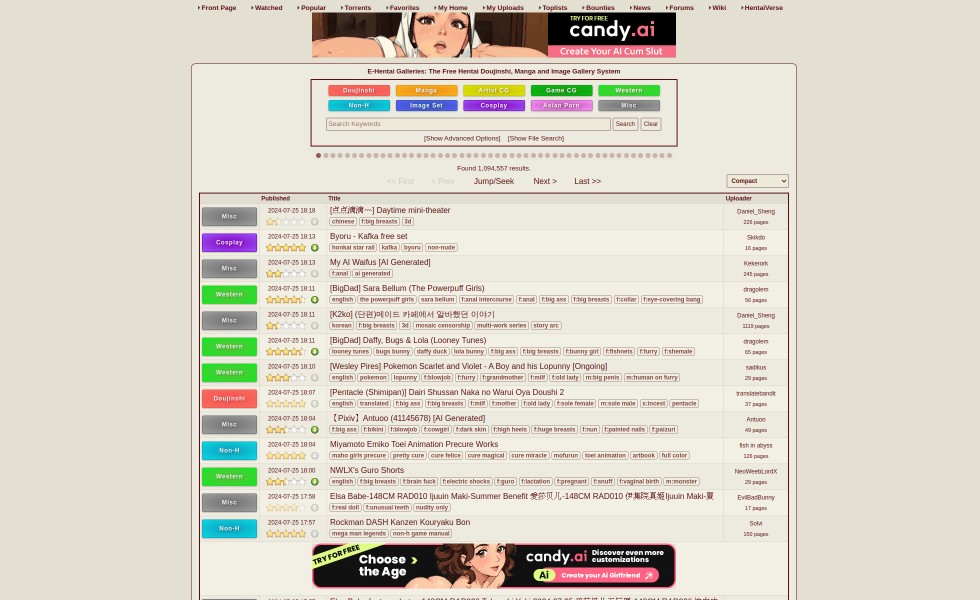 Front Page Watched Popular Torrents Favorites My Home My Uploads Toplists Bounties News Forums Wiki HentaiVerse
TRY FOR FREE
candy.ai
Create Your AI Cum Slut
E-Hentai Galleries: The Free Hentai Doujinshi, Manga and Image Gallery System
Doujinshi Manga Artist CG Game CG Western
Non-H Image Set Cosplay Asian Porn Misc
Search Keywords Search Clear
[Show Advanced Options] [Show File Search]
Found 1,094,557 results.
<< First < Prev Jump/Seek Next > Last >> Compact
Published Title Uploader
Misc 2024-07-25 18:18 [点点滴滴~~] Daytime mini-theater Daniel_Sheng
chinese f:big breasts 3d 226 pages
Cosplay 2024-07-25 18:13 Byoru - Kafka free set Skikdo
honkai star rail kafka byoru non-nude 16 pages
Misc 2024-07-25 18:13 My AI Waifus [AI Generated] Kekerork
f:anal ai generated 245 pages
Western 2024-07-25 18:11 [BigDad] Sara Bellum (The Powerpuff Girls) dragolem
english the powerpuff girls sara bellum f:anal intercourse f:anal f:big ass f:big breasts f:collar f:eye-covering bang 56 pages
Misc 2024-07-25 18:11 [K2ko] (단편)메이드 카페에서 알바했던 이야기 Daniel_Sheng
korean f:big breasts 3d mosaic censorship multi-work series story arc 1119 pages
Western 2024-07-25 18:11 [BigDad] Daffy, Bugs & Lola (Looney Tunes) dragolem
looney tunes bugs bunny daffy duck lola bunny f:big ass f:big breasts f:bunny girl f:fishnets f:furry f:shemale 65 pages
Western 2024-07-25 18:10 [Wesley Pires] Pokemon Scarlet and Violet - A Boy and his Lopunny [Ongoing] sadikus
english pokemon lopunny f:blowjob f:furry f:grandmother f:milf f:old lady m:big penis m:human on furry 29 pages
Doujinshi 2024-07-25 18:07 [Pentacle (Shimipan)] Dairi Shussan Naka no Warui Oya Doushi 2 translatebandit
english translated f:big ass f:big breasts f:milf f:mother f:old lady f:sole female m:sole male x:incest pentacle 37 pages
Misc 2024-07-25 18:04 【Pixiv】Antuoo (41145678) [AI Generated] Antuoo
f:big ass f:bikini f:blowjob f:cowgirl f:dark skin f:high heels f:huge breasts f:nun f:painted nails f:paizuri 49 pages
Non-H 2024-07-25 18:04 Miyamoto Emiko Toei Animation Precure Works fish in abyss
maho girls precure pretty cure cure felice cure magical cure miracle mofurun toei animation artbook full color 126 pages
Western 2024-07-25 18:00 NWLX's Guro Shorts NeoWeebLordX
english f:big breasts f:brain fuck f:electric shocks f:guro f:lactation f:pregnant f:snuff f:vaginal birth m:monster 29 pages
Misc 2024-07-25 17:58 Elsa Babe-148CM RAD010 Ijuuin Maki-Summer Benefit 愛莎贝儿-148CM RAD010 伊集院真姬Ijuuin Maki-夏 EvilBadBunny
f:real doll f:unusual teeth nudity only 17 pages
Non-H 2024-07-25 17:57 Rockman DASH Kanzen Kouryaku Bon Solvi
mega man legends non-h game manual 150 pages
TRY FOR FREE
Choose the Age
candy.ai Discover even more customizations
Ai Create your AI Girlfriend